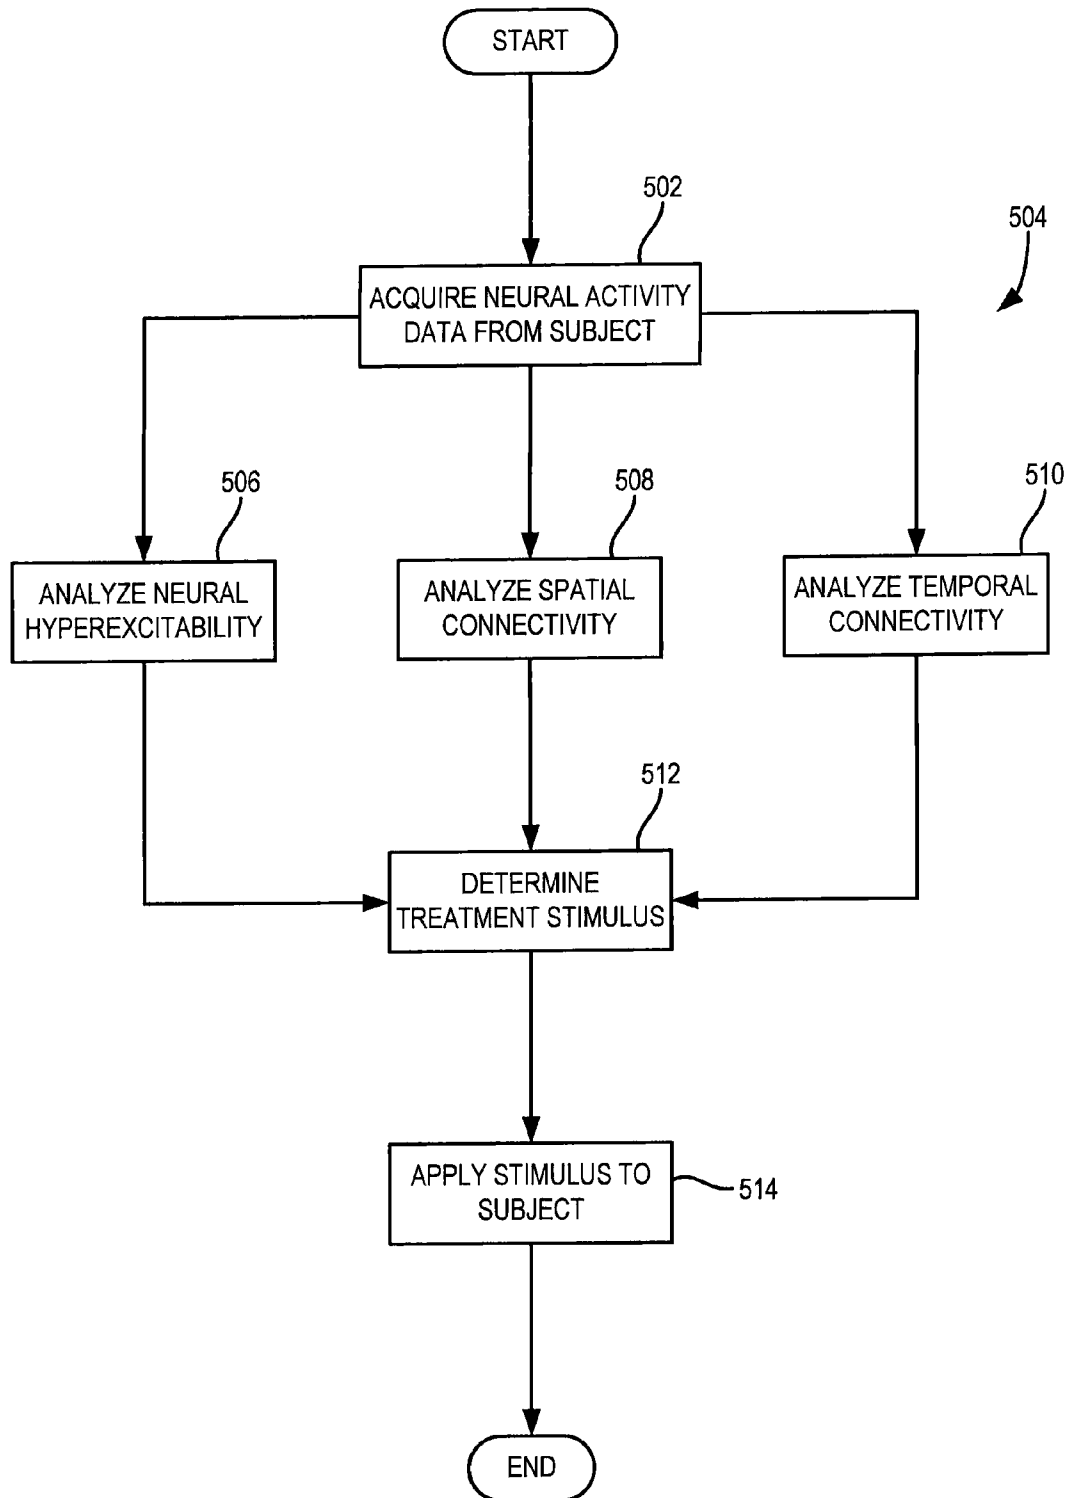 START
502
504
ACQUIRE NEURAL ACTIVITY
DATA FROM SUBJECT
506
508
510
ANALYZE NEURAL
HYPEREXCITABILITY
ANALYZE SPATIAL
CONNECTIVITY
ANALYZE TEMPORAL
CONNECTIVITY
512
DETERMINE
TREATMENT STIMULUS
APPLY STIMULUS TO
SUBJECT
514
END